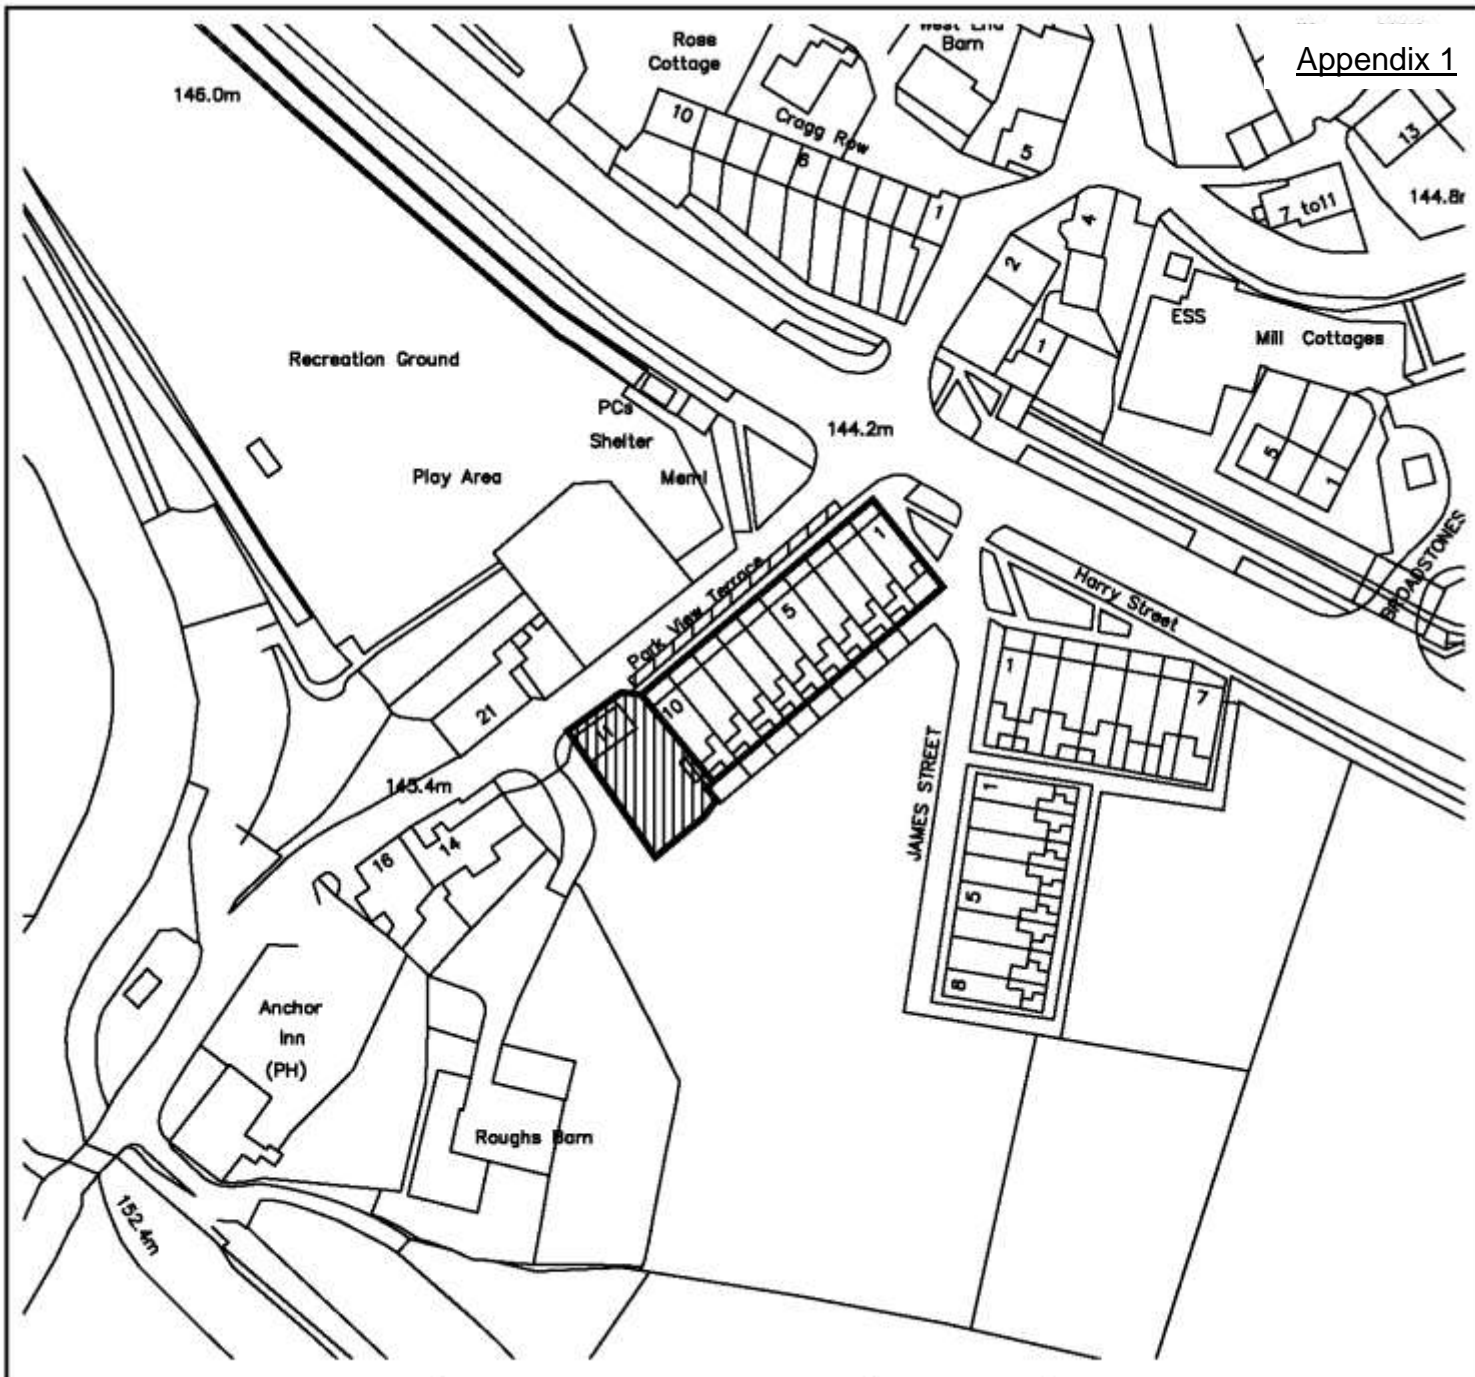 Appendix 1
West End
Barn
Rose
Cottage
146.0m
Cragg Row
10
8
1
5
13
7 to11
4
2
1
ESS
Mill Cottages
5
1
Recreation Ground
PCs
Shelter
144.2m
Play Area
Meml
BROADSTONES
Park View Terrace
1
5
10
11
Harry Street
1
7
21
145.4m
JAMES STREET
1
5
8
16
14
Anchor
Inn
(PH)
Roughs Barn
152.4m